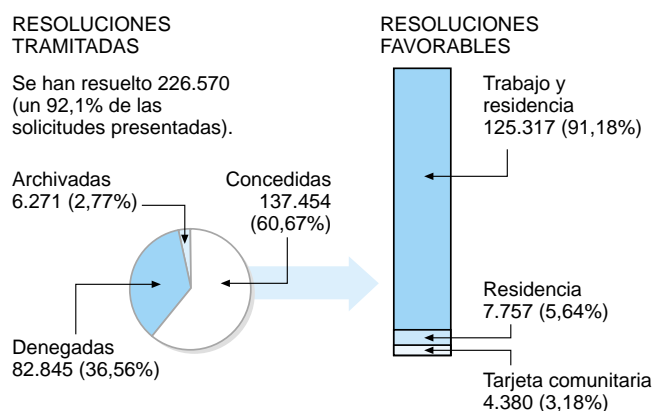 RESOLUCIONES
TRAMITADAS
Se han resuelto 226.570
(un 92,1% de las
solicitudes presentadas).
Archivadas
6.271 (2,77%)
Concedidas
137.454
(60,67%)
Denegadas
82.845 (36,56%)
RESOLUCIONES
FAVORABLES
Trabajo y
residencia
125.317 (91,18%)
Residencia
7.757 (5,64%)
Tarjeta comunitaria
4.380 (3,18%)